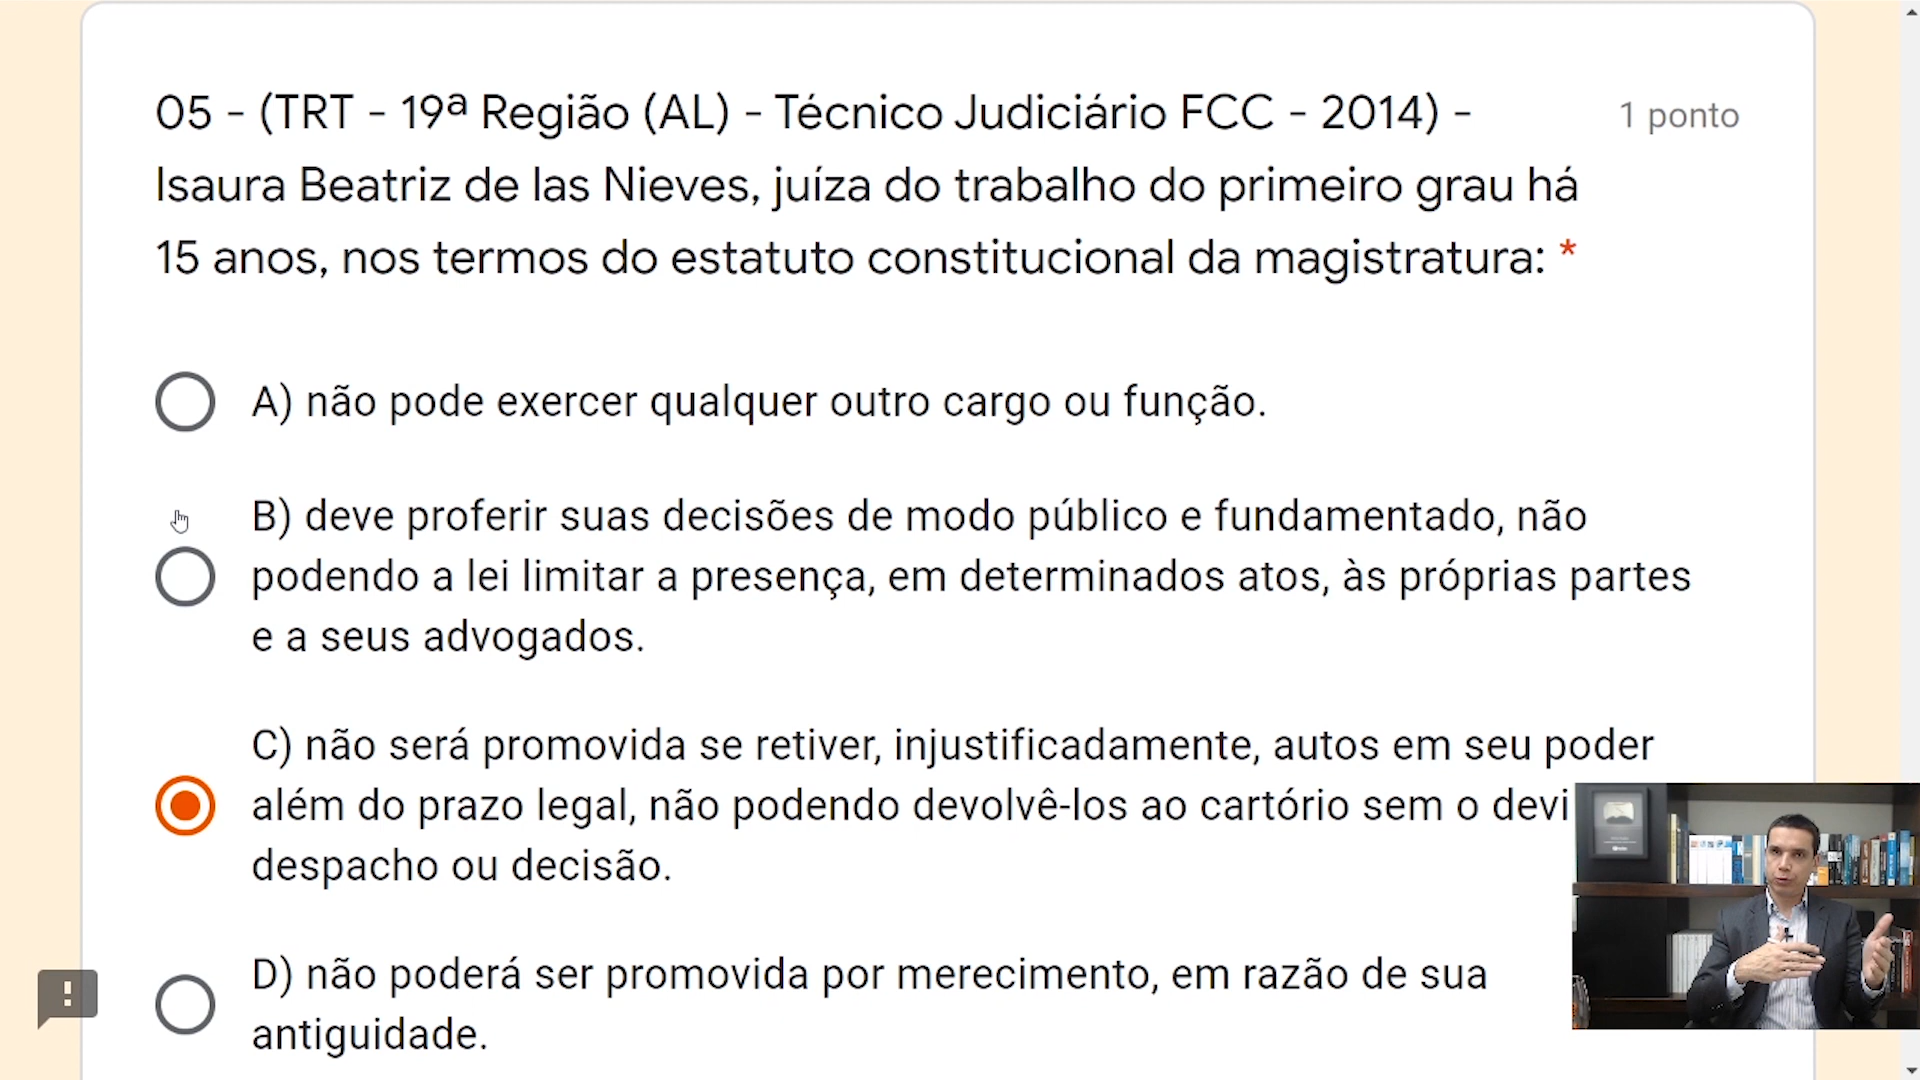 05 - (TRT - 19ª Região (AL) - Técnico Judiciário FCC - 2014) -
1 ponto
Isaura Beatriz de las Nieves, juíza do trabalho do primeiro grau há
15 anos, nos termos do estatuto constitucional da magistratura: *
A) não pode exercer qualquer outro cargo ou função.
B) deve proferir suas decisões de modo público e fundamentado, não
podendo a lei limitar a presença, em determinados atos, às próprias partes
e a seus advogados.
C) não será promovida se retiver, injustificadamente, autos em seu poder
além do prazo legal, não podendo devolvê-los ao cartório sem o devi
despacho ou decisão.
D) não poderá ser promovida por merecimento, em razão de sua
antiguidade.